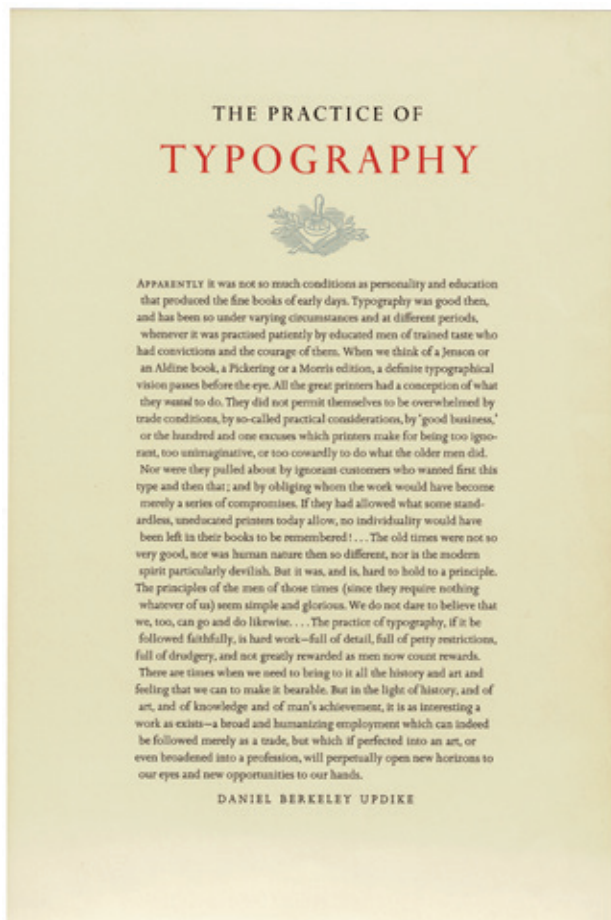 THE PRACTICE OF
TYPOGRAPHY
APPARENTLY it was not so much conditions as personality and education
that produced the fine books of early days. Typography was good then,
and has been so under varying circumstances and at different periods,
whenever it was practised patiently by educated men of trained taste who
had convictions and the courage of them. When we think of a Jenson or
an Aldine book, a Pickering or a Morris edition, a definite typographical
vision passes before the eye. All the great printers had a conception of what
they wanted to do. They did not permit themselves to be overwhelmed by
trade conditions, by so-called practical considerations, by ‘good business,’
or the hundred and one excuses which printers make for being too igno-
rant, too unimaginative, or too cowardly to do what the older men did.
Nor were they pulled about by ignorant customers who wanted first this
type and then that; and by obliging whom the work would have become
merely a series of compromises. If they had allowed what some stand-
ardless, uneducated printers today allow, no individuality would have
been left in their books to be remembered! . . . The old times were not so
very good, nor was human nature then so different, nor is the modern
spirit particularly devilish. But it was, and is, hard to hold to a principle.
The principles of the men of those times (since they require nothing
whatever of us) seem simple and glorious. We do not dare to believe that
we, too, can go and do likewise. . . . The practice of typography, if it be
followed faithfully, is hard work—full of detail, full of petty restrictions,
full of drudgery, and not greatly rewarded as men now count rewards.
There are times when we need to bring to it all the history and art and
feeling that we can to make it bearable. But in the light of history, and of
art, and of knowledge and of man’s achievement, it is as interesting a
work as exists—a broad and humanizing employment which can indeed
be followed merely as a trade, but which if perfected into an art, or
even broadened into a profession, will perpetually open new horizons to
our eyes and new opportunities to our hands.
DANIEL BERKELEY UPDIKE